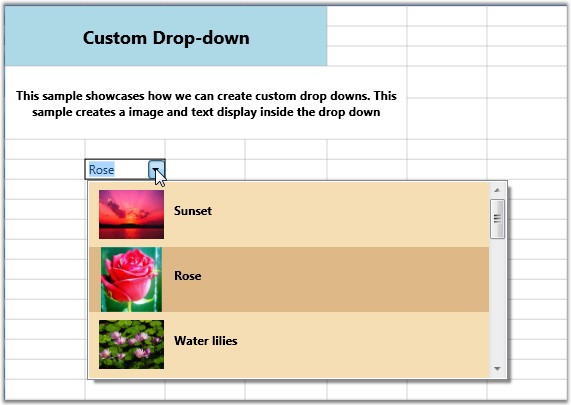 Custom Drop-down
This sample showcases how we can create custom drop downs. This
sample creates a image and text display inside the drop down
Rose
Sunset
Rose
Water lilies